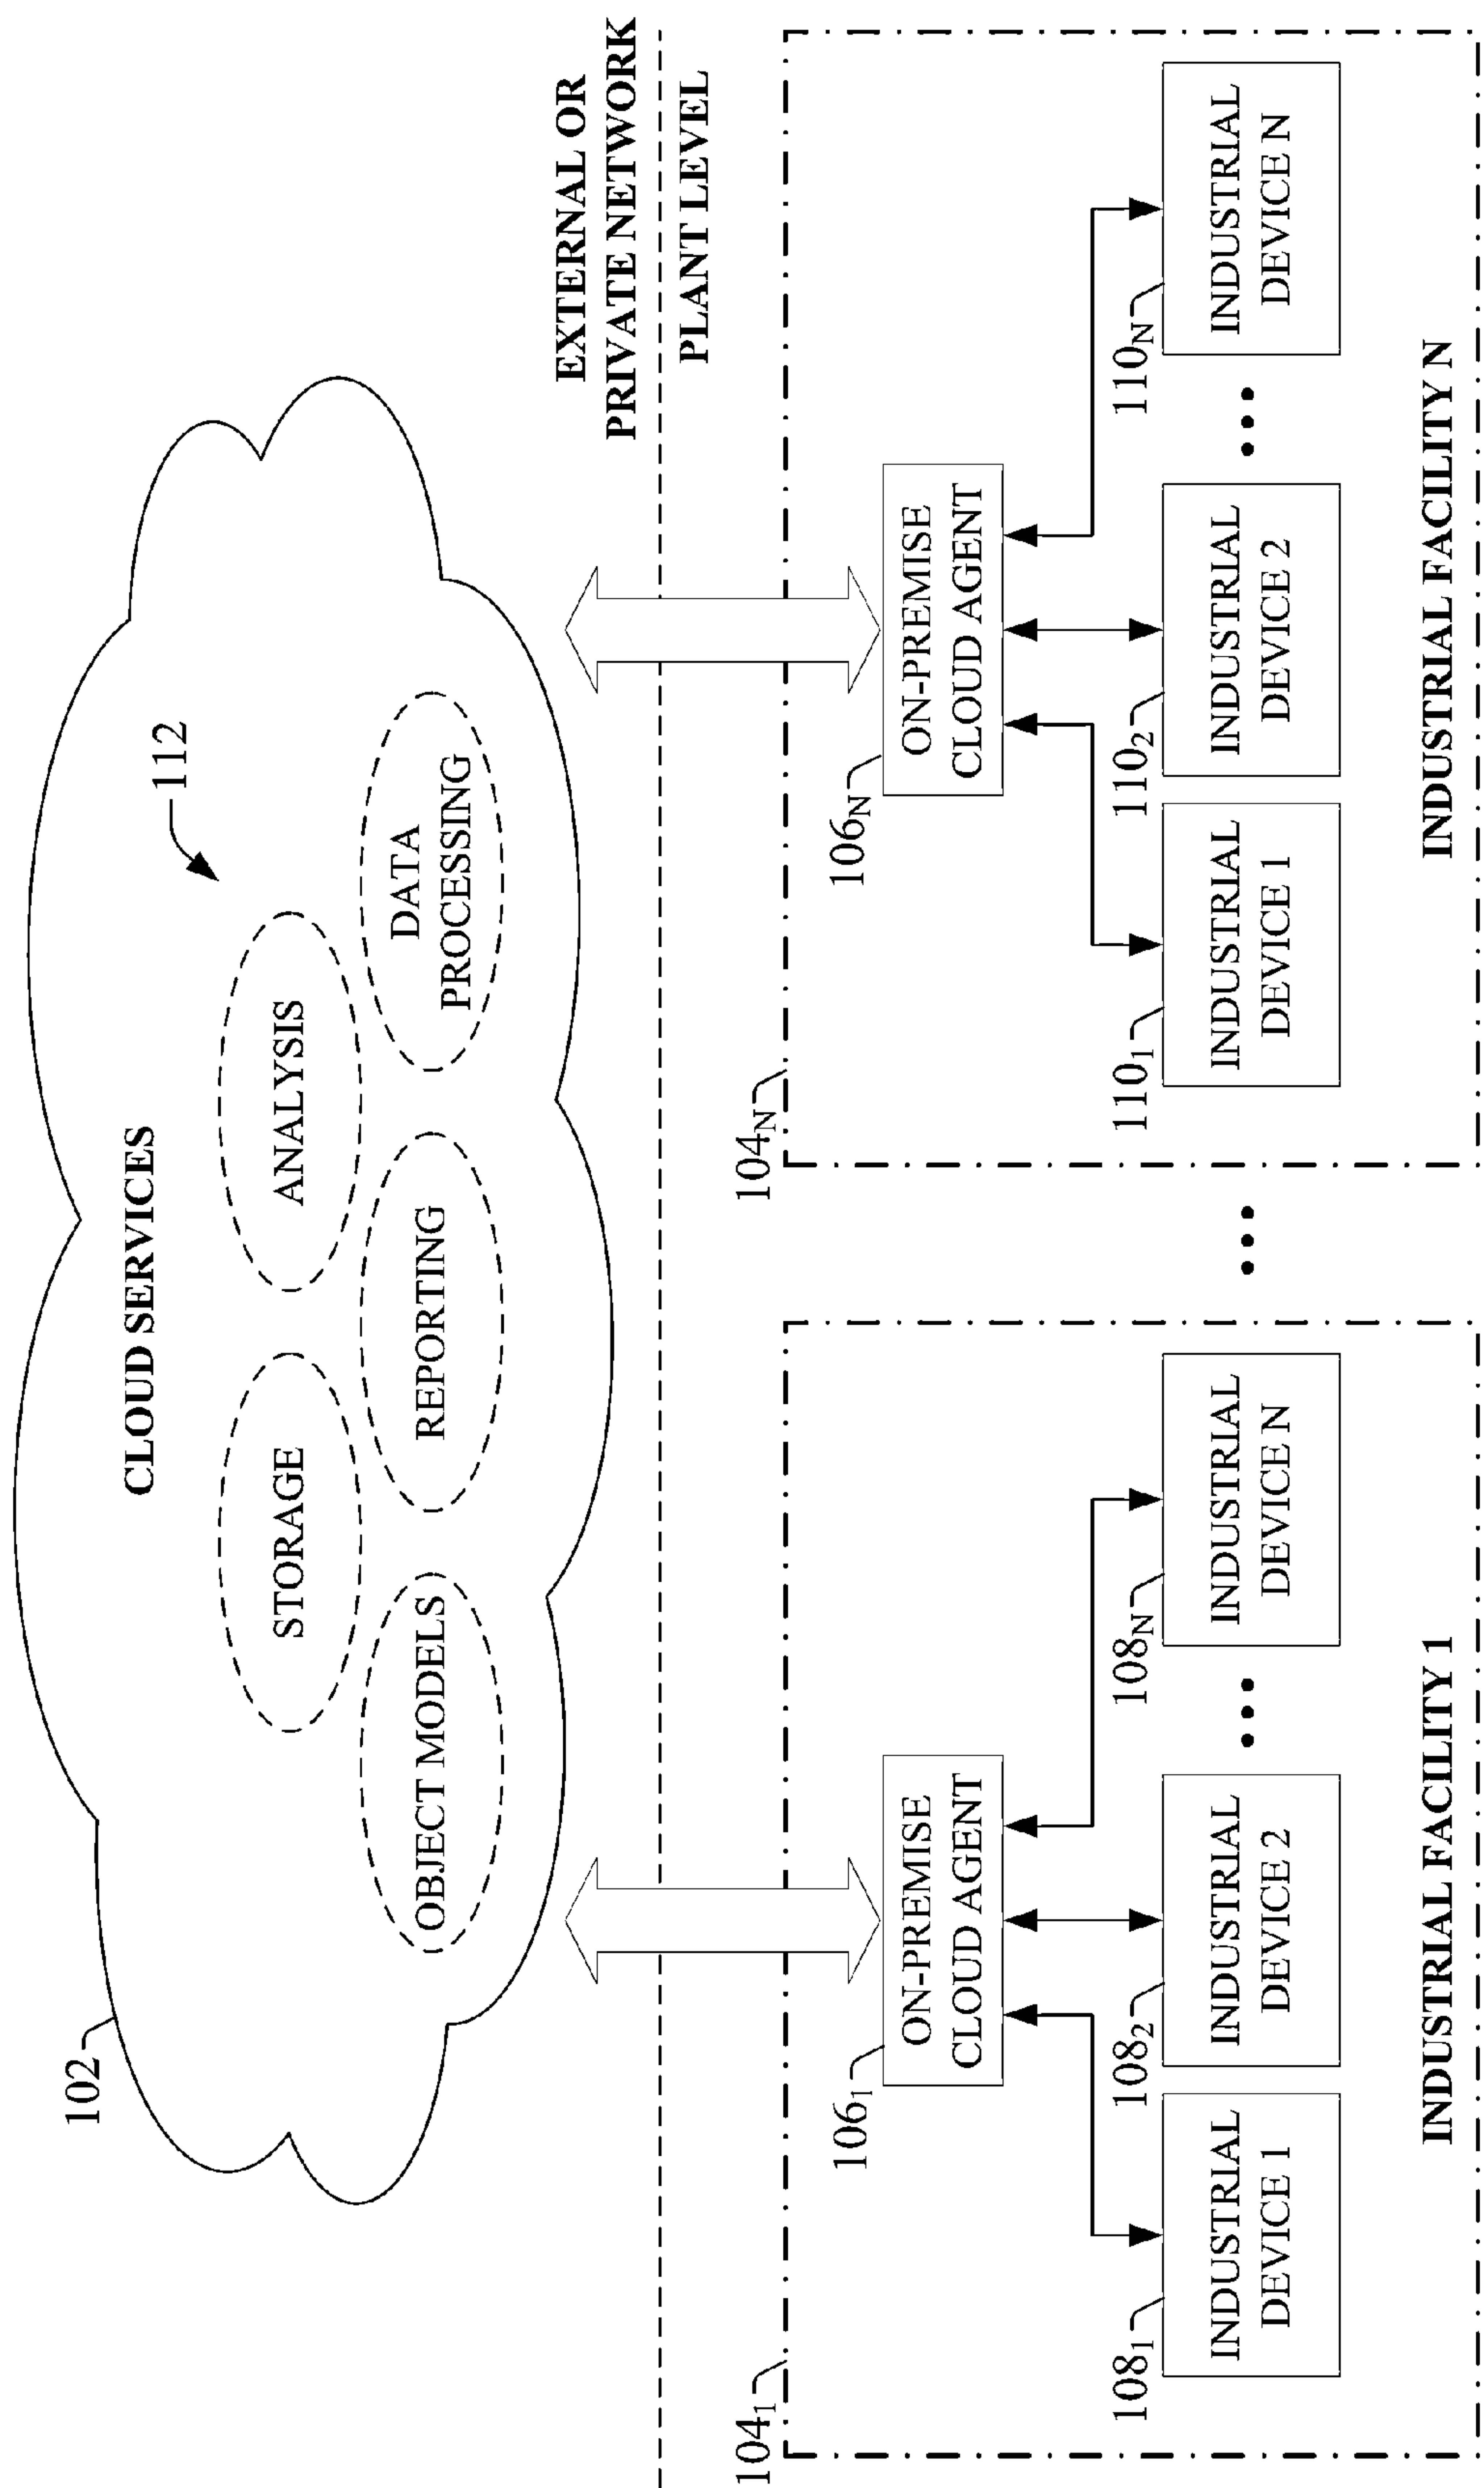 CLOUD SERVICES
102
112
STORAGE
ANALYSIS
OBJECT MODELS
REPORTING
DATA
PROCESSING
EXTERNAL OR
PRIVATE NETWORK
PLANT LEVEL
104₁
106₁
ON-PREMISE
CLOUD AGENT
108₁
INDUSTRIAL
DEVICE 1
108₂
INDUSTRIAL
DEVICE 2
108N
INDUSTRIAL
DEVICE N
INDUSTRIAL FACILITY 1
104N
106N
ON-PREMISE
CLOUD AGENT
110₁
INDUSTRIAL
DEVICE 1
110₂
INDUSTRIAL
DEVICE 2
110N
INDUSTRIAL
DEVICE N
INDUSTRIAL FACILITY N